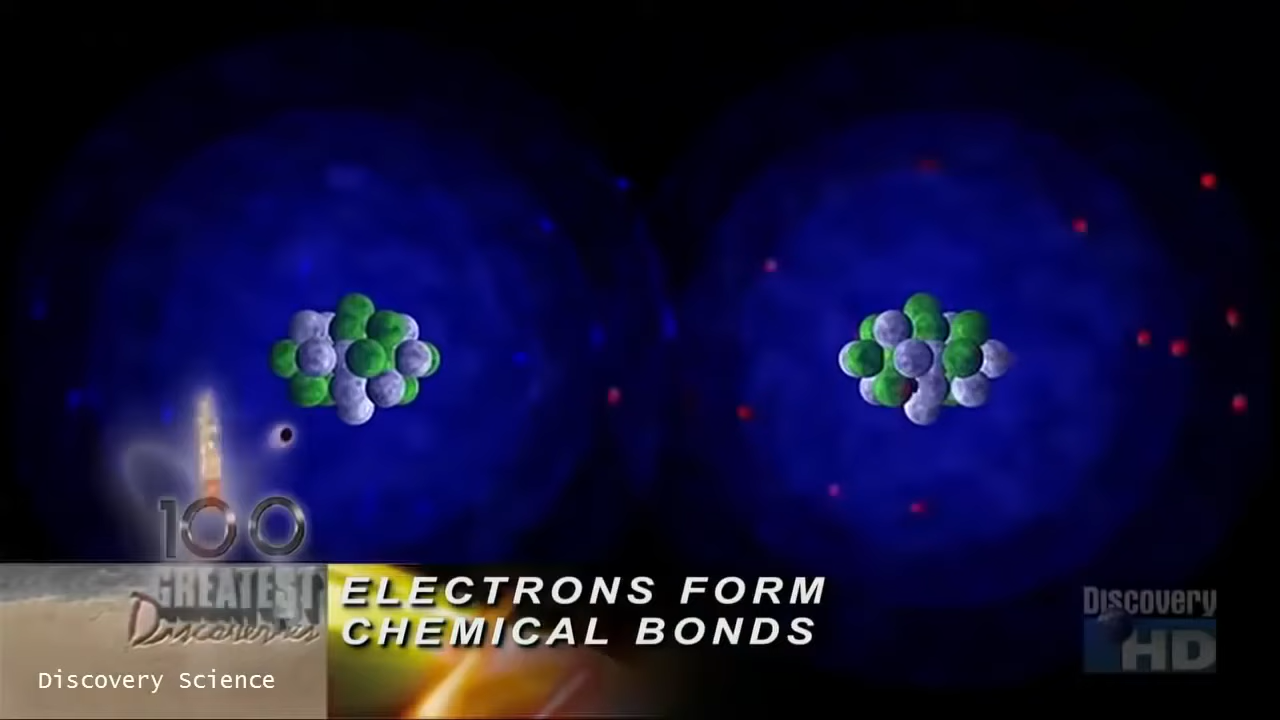 100
GREATEST
Discoveries
ELECTRONS FORM
CHEMICAL BONDS
Discovery
HD
Discovery Science